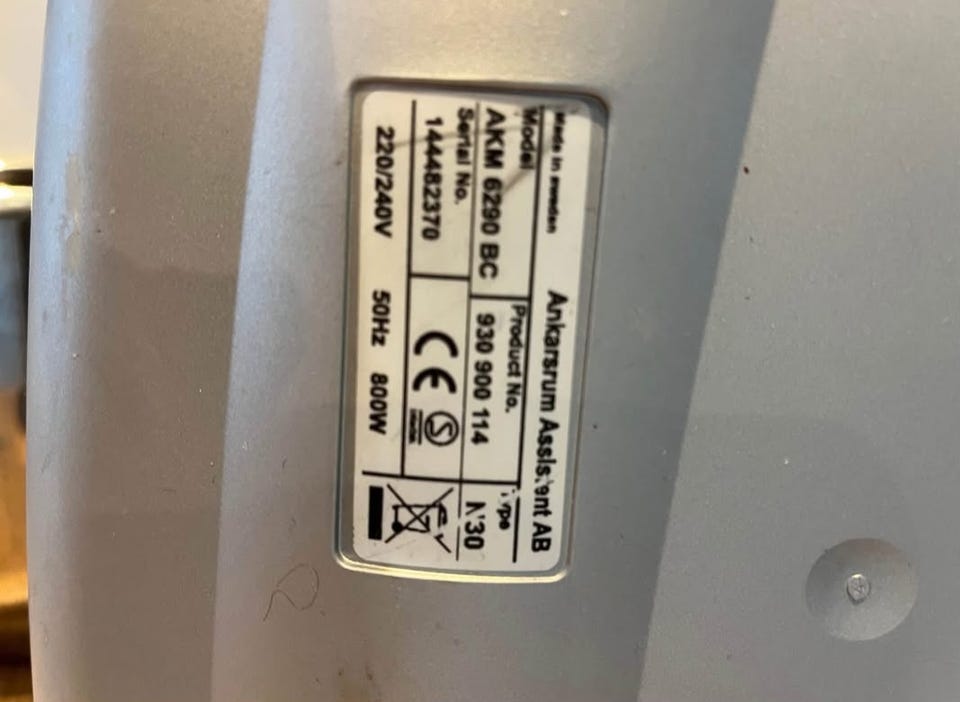 Made in sweden Ankarsrum Assistent AB
Model Product No. Type
AKM 6290 BC 930 900 114 N30
Serial No.
144482370 CE S
220/240V 50Hz 800W